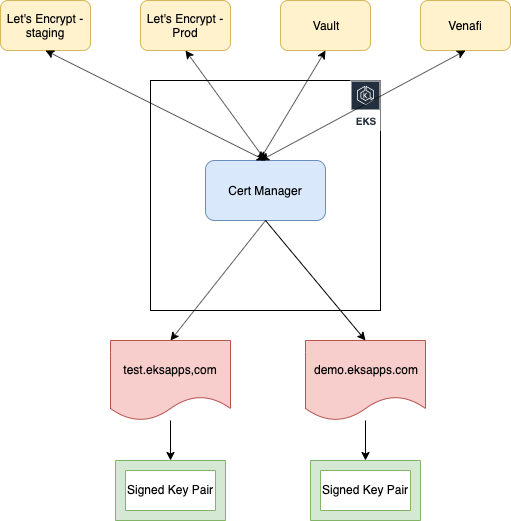 Let's Encrypt -
staging
Let's Encrypt -
Prod
Vault
Venafi
EKS
Cert Manager
test.eksapps,com
demo.eksapps.com
Signed Key Pair
Signed Key Pair